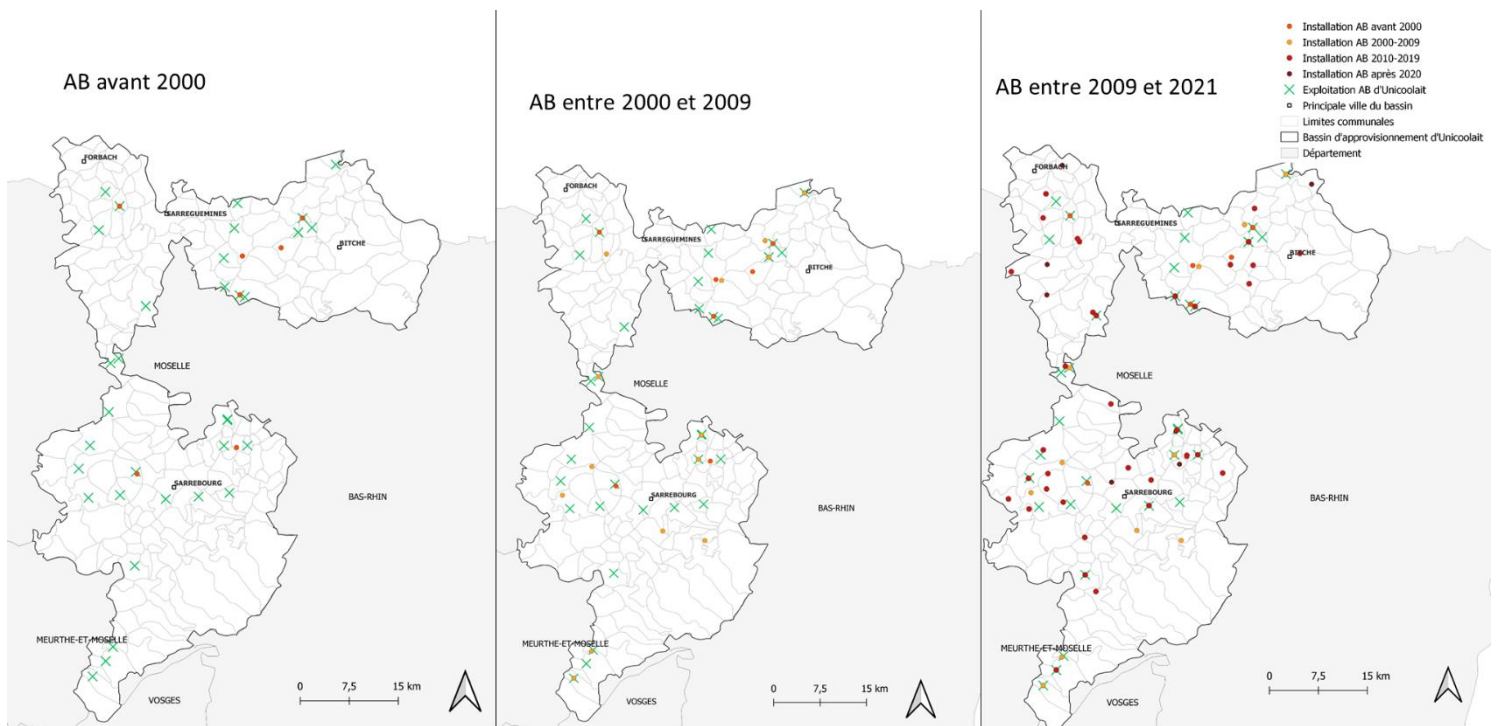 AB avant 2000
FORBACH
SARREGUEMINES
BITCHE
MOSELLE
SARREBOURG
BAS-RHIN
MEURTHE-ET-MOSELLE
VOSGES
0 7,5 15 km
AB entre 2000 et 2009
FORBACH
SARREGUEMINES
BITCHE
MOSELLE
SARREBOURG
BAS-RHIN
MEURTHE-ET-MOSELLE
VOSGES
0 7,5 15 km
AB entre 2009 et 2021
Installation AB avant 2000
Installation AB 2000-2009
Installation AB 2010-2019
Installation AB après 2020
Exploitation AB d'Unicoolait
Principale ville du bassin
Limites communales
Bassin d'approvisionnement d'Unicoolait
Département
FORBACH
SARREGUEMINES
BITCHE
MOSELLE
SARREBOURG
BAS-RHIN
MEURTHE-ET-MOSELLE
VOSGES
0 7,5 15 km